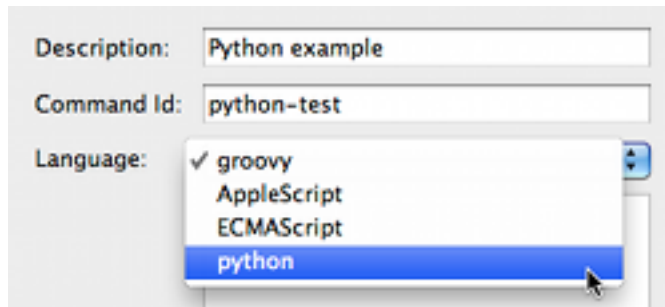 Description: Python example
Command Id: python-test
Language: ✓ groovy
AppleScript
ECMAScript
python